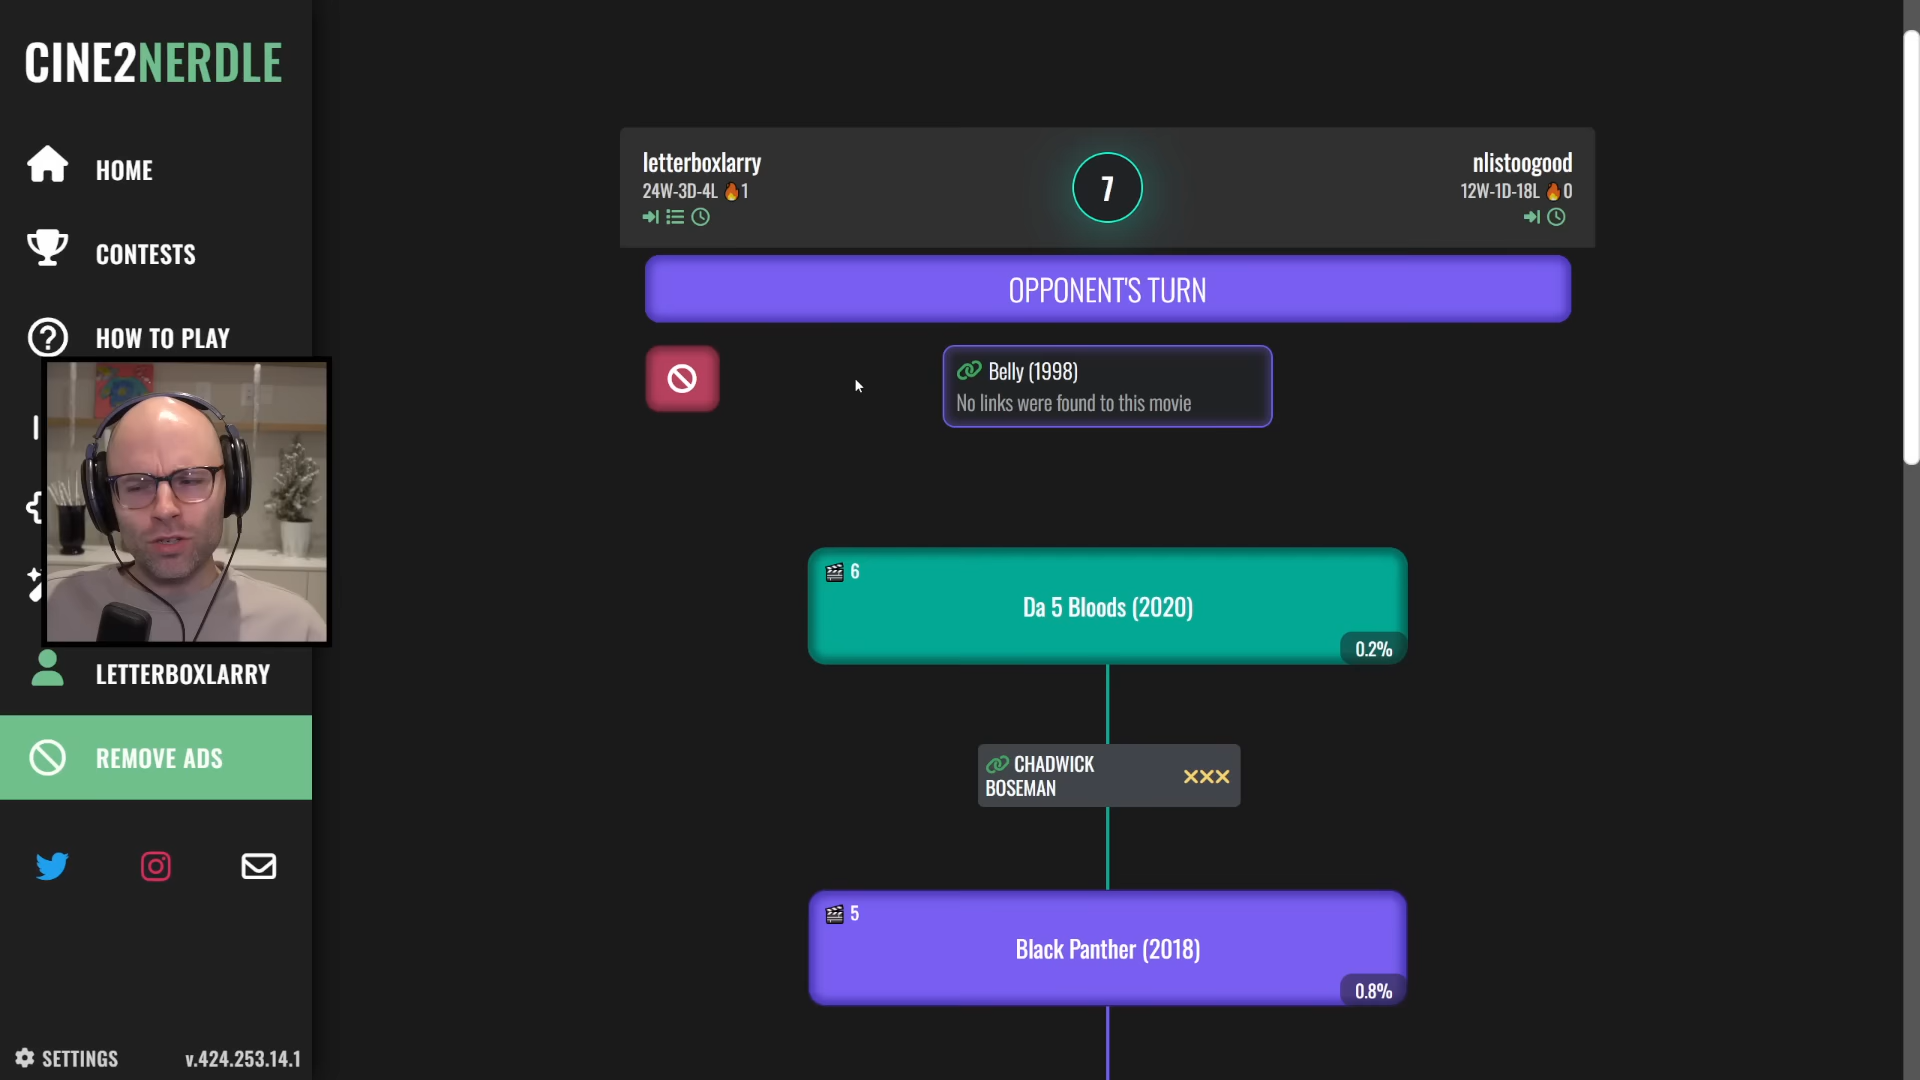 CINE2NERDLE
HOME
CONTESTS
HOW TO PLAY
LETTERBOXLARRY
REMOVE ADS
SETTINGS
v.424.253.14.1
letterboxlarry
24W-3D-4L 🔥1
7
nlistoogood
12W-1D-18L 🔥0
OPPONENT'S TURN
Belly (1998)
No links were found to this movie
6
Da 5 Bloods (2020)
0.2%
CHADWICK
BOSEMAN
XXX
5
Black Panther (2018)
0.8%